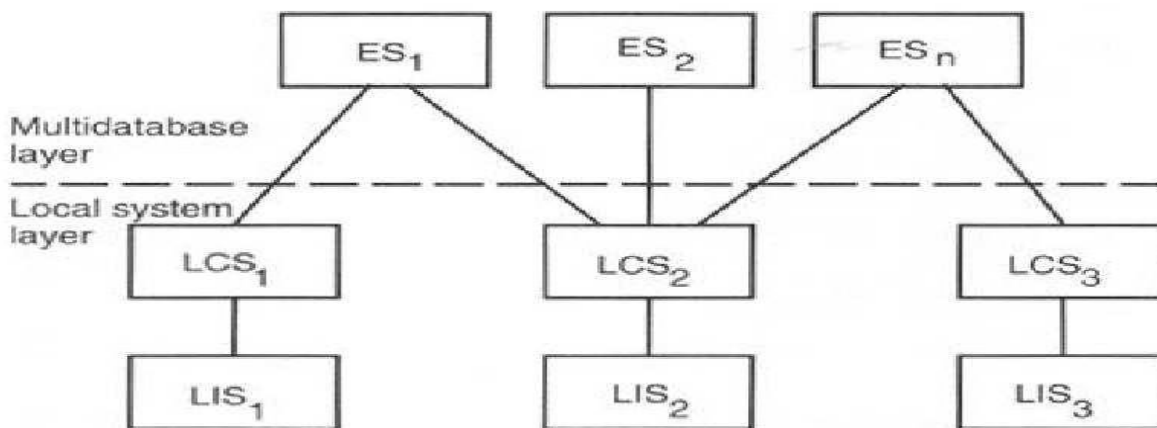 ES₁ ES₂ ESₙ
Multidatabase
layer
Local system
layer
LCS₁ LCS₂ LCS₃
LIS₁ LIS₂ LIS₃